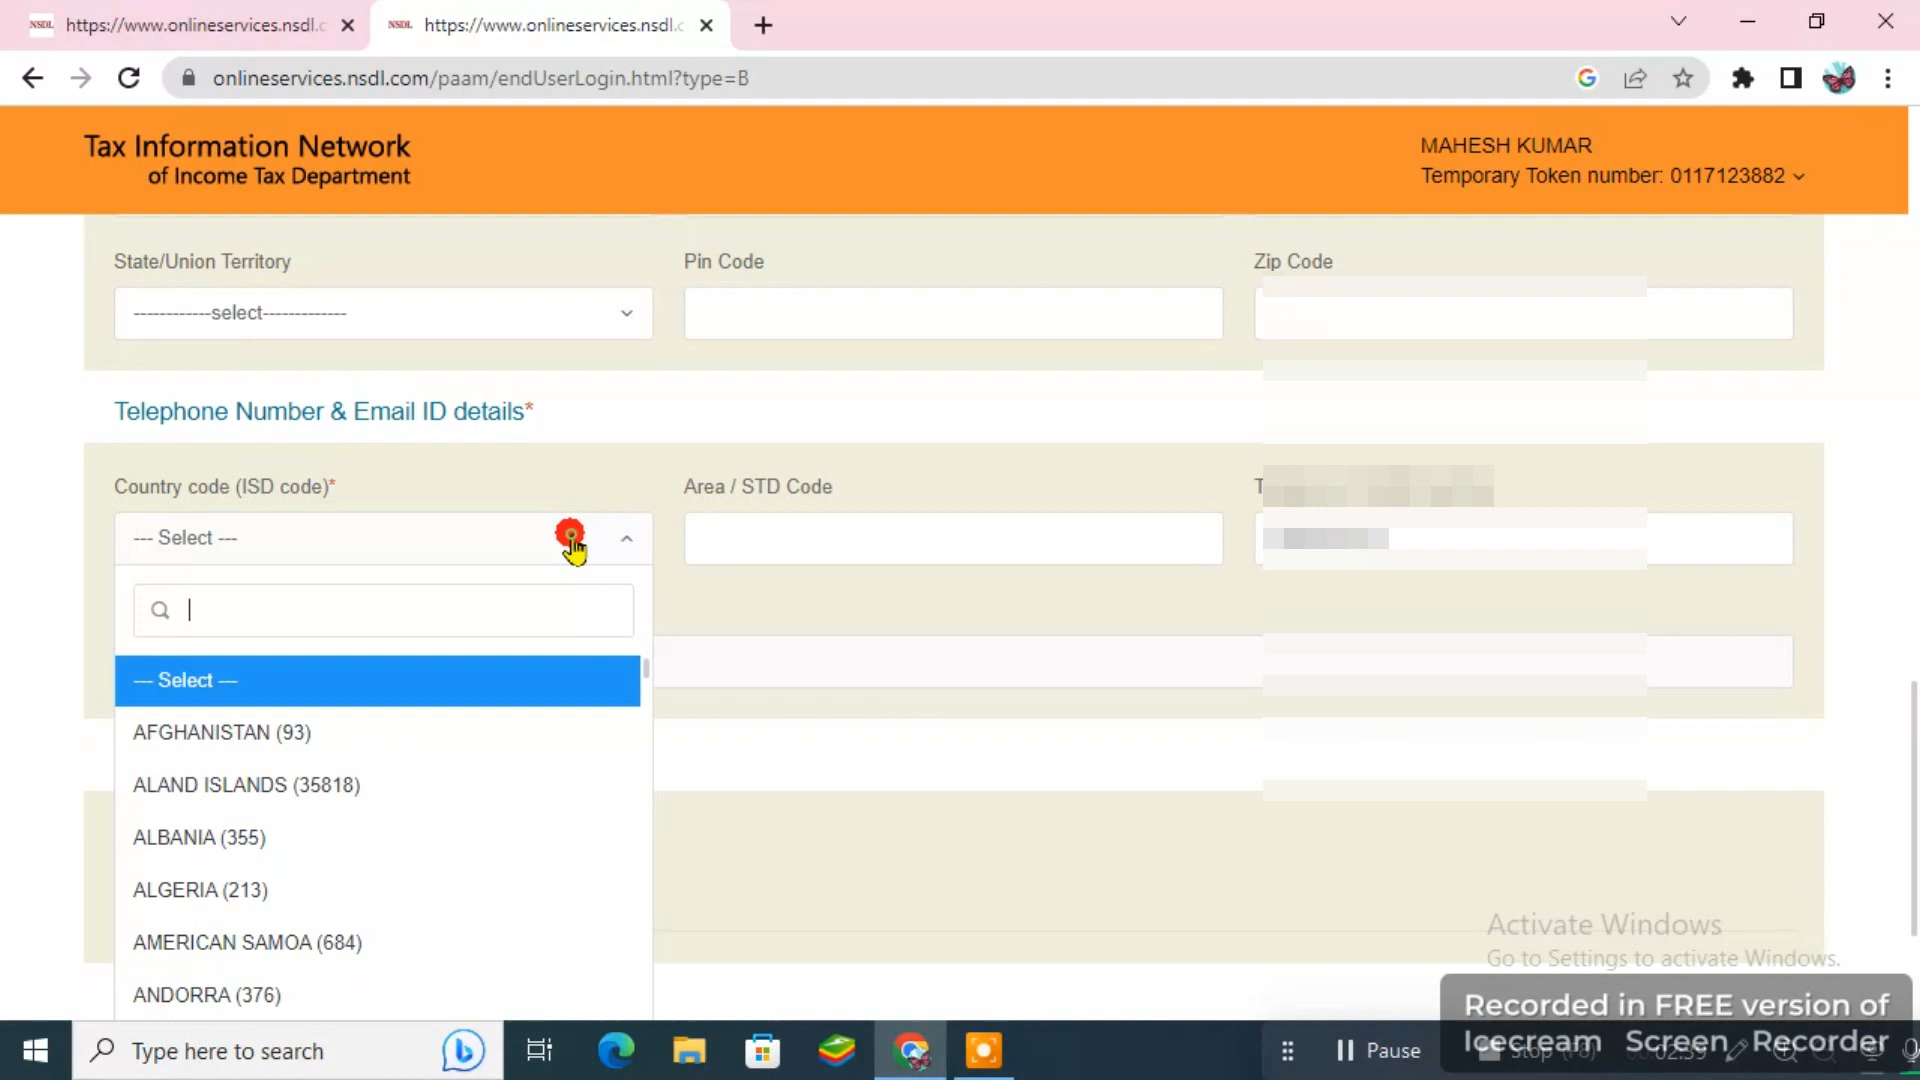 NSDL https://www.onlineservices.nsdl.c
NSDL https://www.onlineservices.nsdl.c
onlineservices.nsdl.com/paam/endUserLogin.html?type=B
Tax Information Network
of Income Tax Department
MAHESH KUMAR
Temporary Token number: 0117123882
State/Union Territory
Pin Code
Zip Code
------------select-------------
Telephone Number & Email ID details*
Country code (ISD code)*
Area / STD Code
T
--- Select ---
--- Select ---
AFGHANISTAN (93)
ALAND ISLANDS (35818)
ALBANIA (355)
ALGERIA (213)
AMERICAN SAMOA (684)
ANDORRA (376)
Activate Windows
Go to Settings to activate Windows.
Recorded in FREE version of
Icecream Screen Recorder
Type here to search
Pause